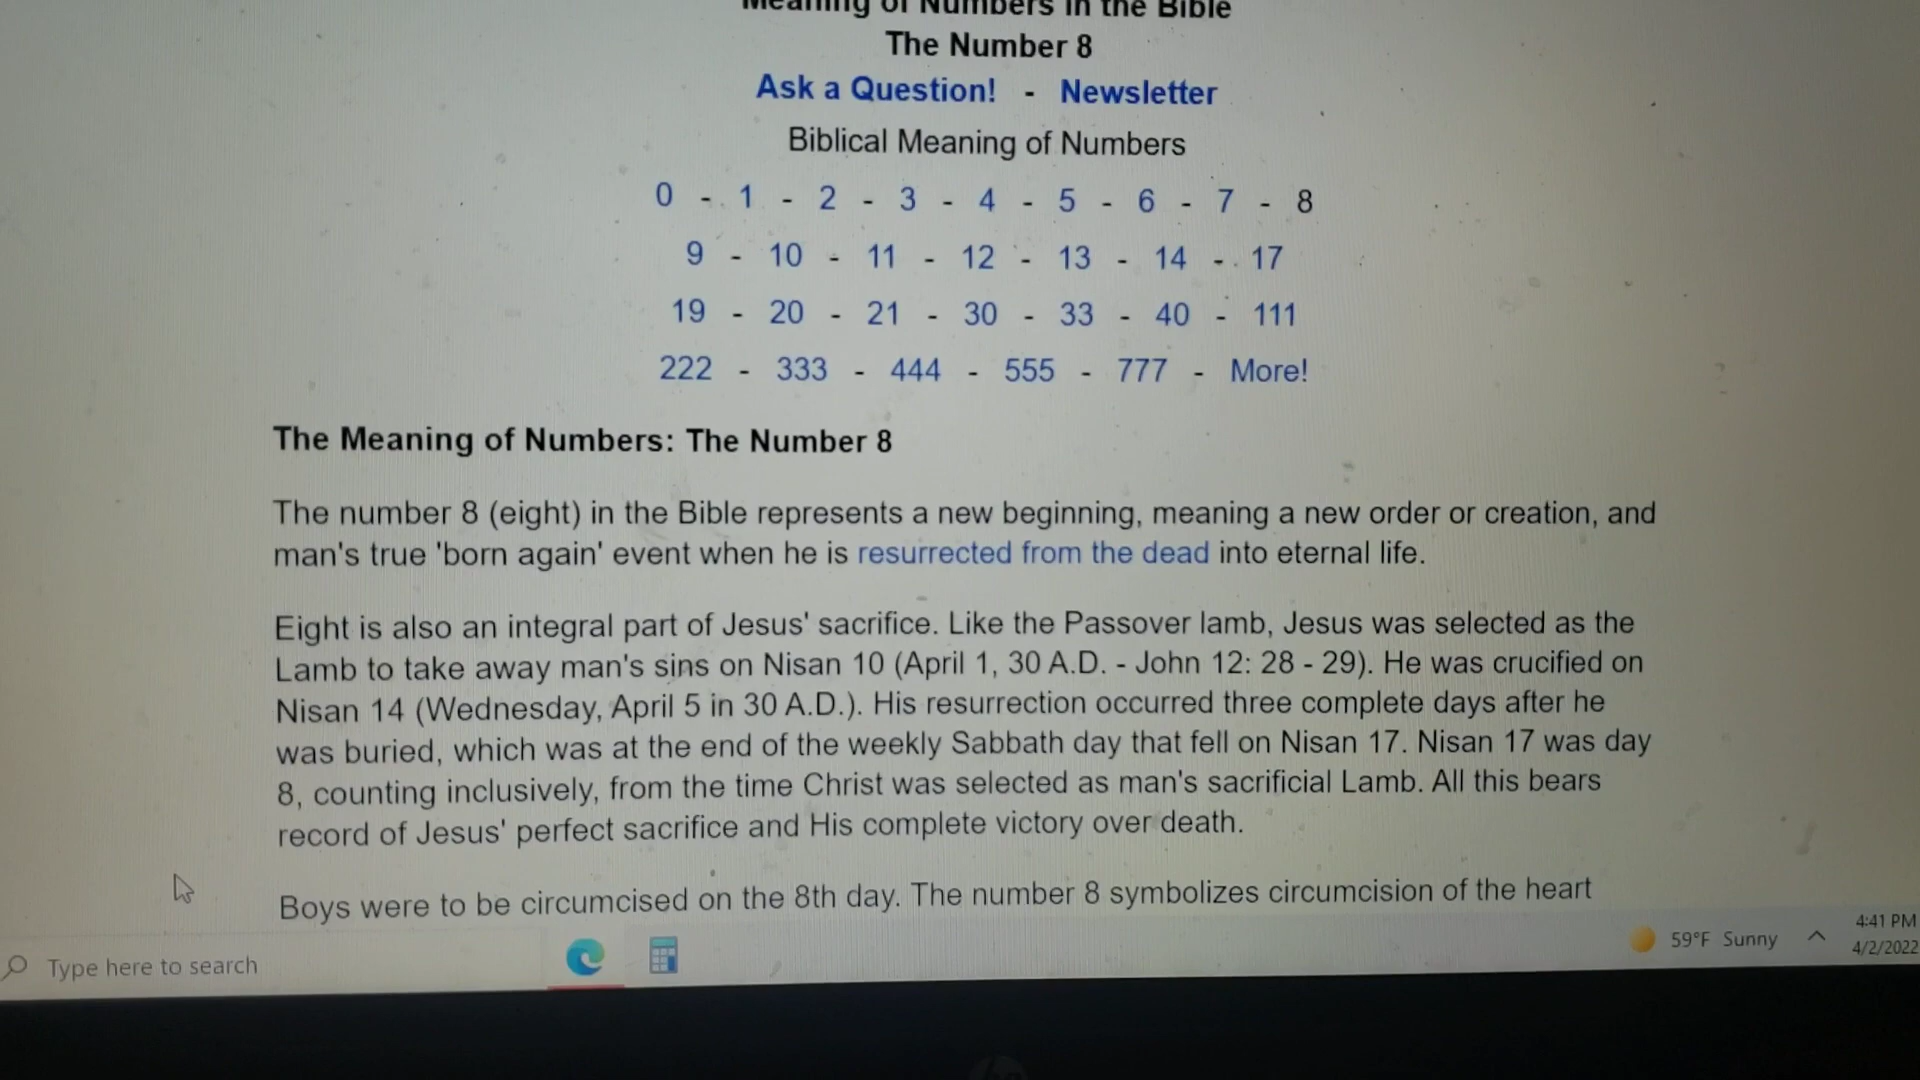 Meaning of Numbers in the Bible
The Number 8
Ask a Question! - Newsletter
Biblical Meaning of Numbers
0 - 1 - 2 - 3 - 4 - 5 - 6 - 7 - 8
9 - 10 - 11 - 12 - 13 - 14 - 17
19 - 20 - 21 - 30 - 33 - 40 - 111
222 - 333 - 444 - 555 - 777 - More!
The Meaning of Numbers: The Number 8
The number 8 (eight) in the Bible represents a new beginning, meaning a new order or creation, and
man's true 'born again' event when he is resurrected from the dead into eternal life.
Eight is also an integral part of Jesus' sacrifice. Like the Passover lamb, Jesus was selected as the
Lamb to take away man's sins on Nisan 10 (April 1, 30 A.D. - John 12: 28 - 29). He was crucified on
Nisan 14 (Wednesday, April 5 in 30 A.D.). His resurrection occurred three complete days after he
was buried, which was at the end of the weekly Sabbath day that fell on Nisan 17. Nisan 17 was day
8, counting inclusively, from the time Christ was selected as man's sacrificial Lamb. All this bears
record of Jesus' perfect sacrifice and His complete victory over death.
Boys were to be circumcised on the 8th day. The number 8 symbolizes circumcision of the heart
Type here to search
59°F Sunny
4:41 PM
4/2/2022